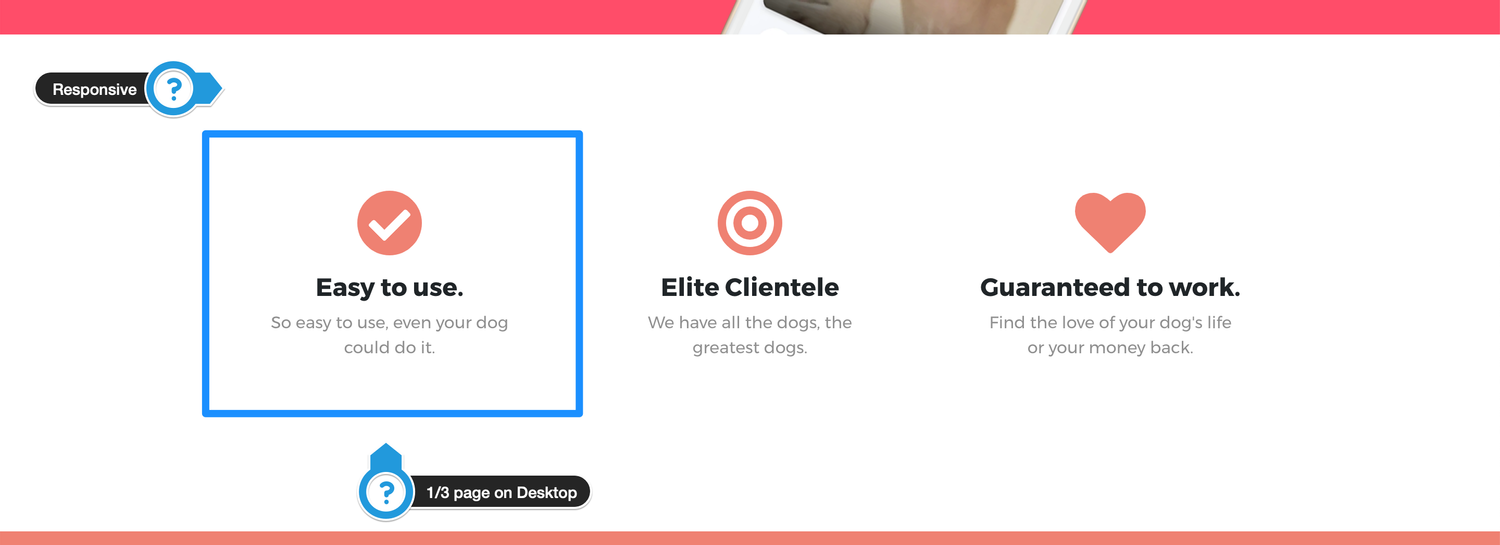 Responsive
Easy to use.
So easy to use, even your dog
could do it.
Elite Clientele
We have all the dogs, the
greatest dogs.
Guaranteed to work.
Find the love of your dog's life
or your money back.
1/3 page on Desktop